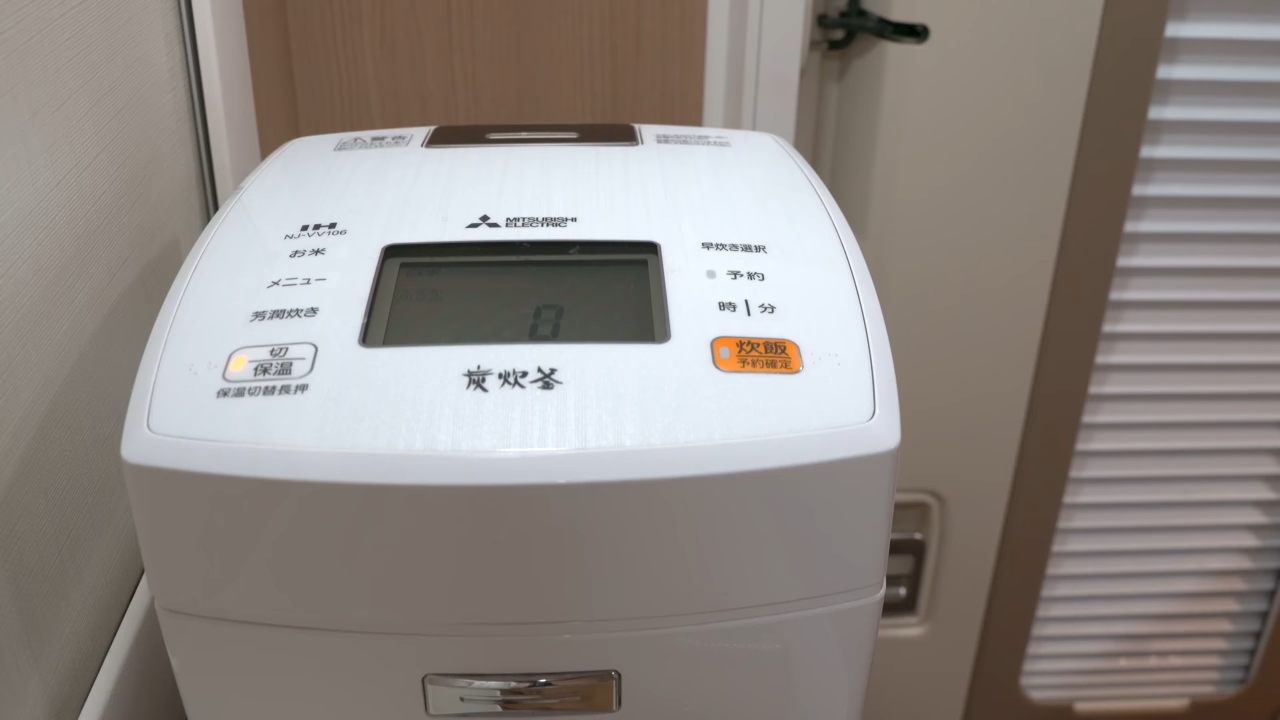 警告
IH
NJ-VV106
お米
メニュー
芳潤炊き
切
保温
保温切替長押
MITSUBISHI
ELECTRIC
8
炭炊釜
早炊き選択
予約
時 | 分
炊飯
予約確定